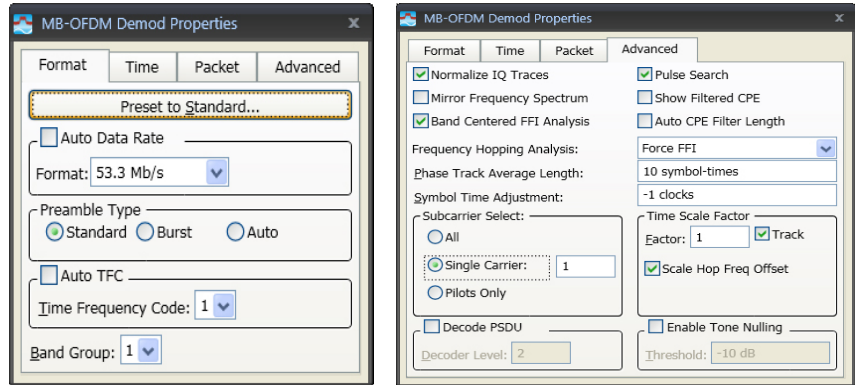 MB-OFDM Demod Properties x
Format Time Packet Advanced
Preset to Standard...
Auto Data Rate
Format: 53.3 Mb/s
Preamble Type
Standard Burst Auto
Auto TFC
Time Frequency Code: 1
Band Group: 1
MB-OFDM Demod Properties x
Format Time Packet Advanced
Normalize IQ Traces Pulse Search
Mirror Frequency Spectrum Show Filtered CPE
Band Centered FFI Analysis Auto CPE Filter Length
Frequency Hopping Analysis: Force FFI
Phase Track Average Length: 10 symbol-times
Symbol Time Adjustment: -1 clocks
Subcarrier Select:
All
Single Carrier: 1
Pilots Only
Time Scale Factor
Factor: 1 Track
Scale Hop Freq Offset
Decode PSDU
Decoder Level: 2
Enable Tone Nulling
Threshold: -10 dB